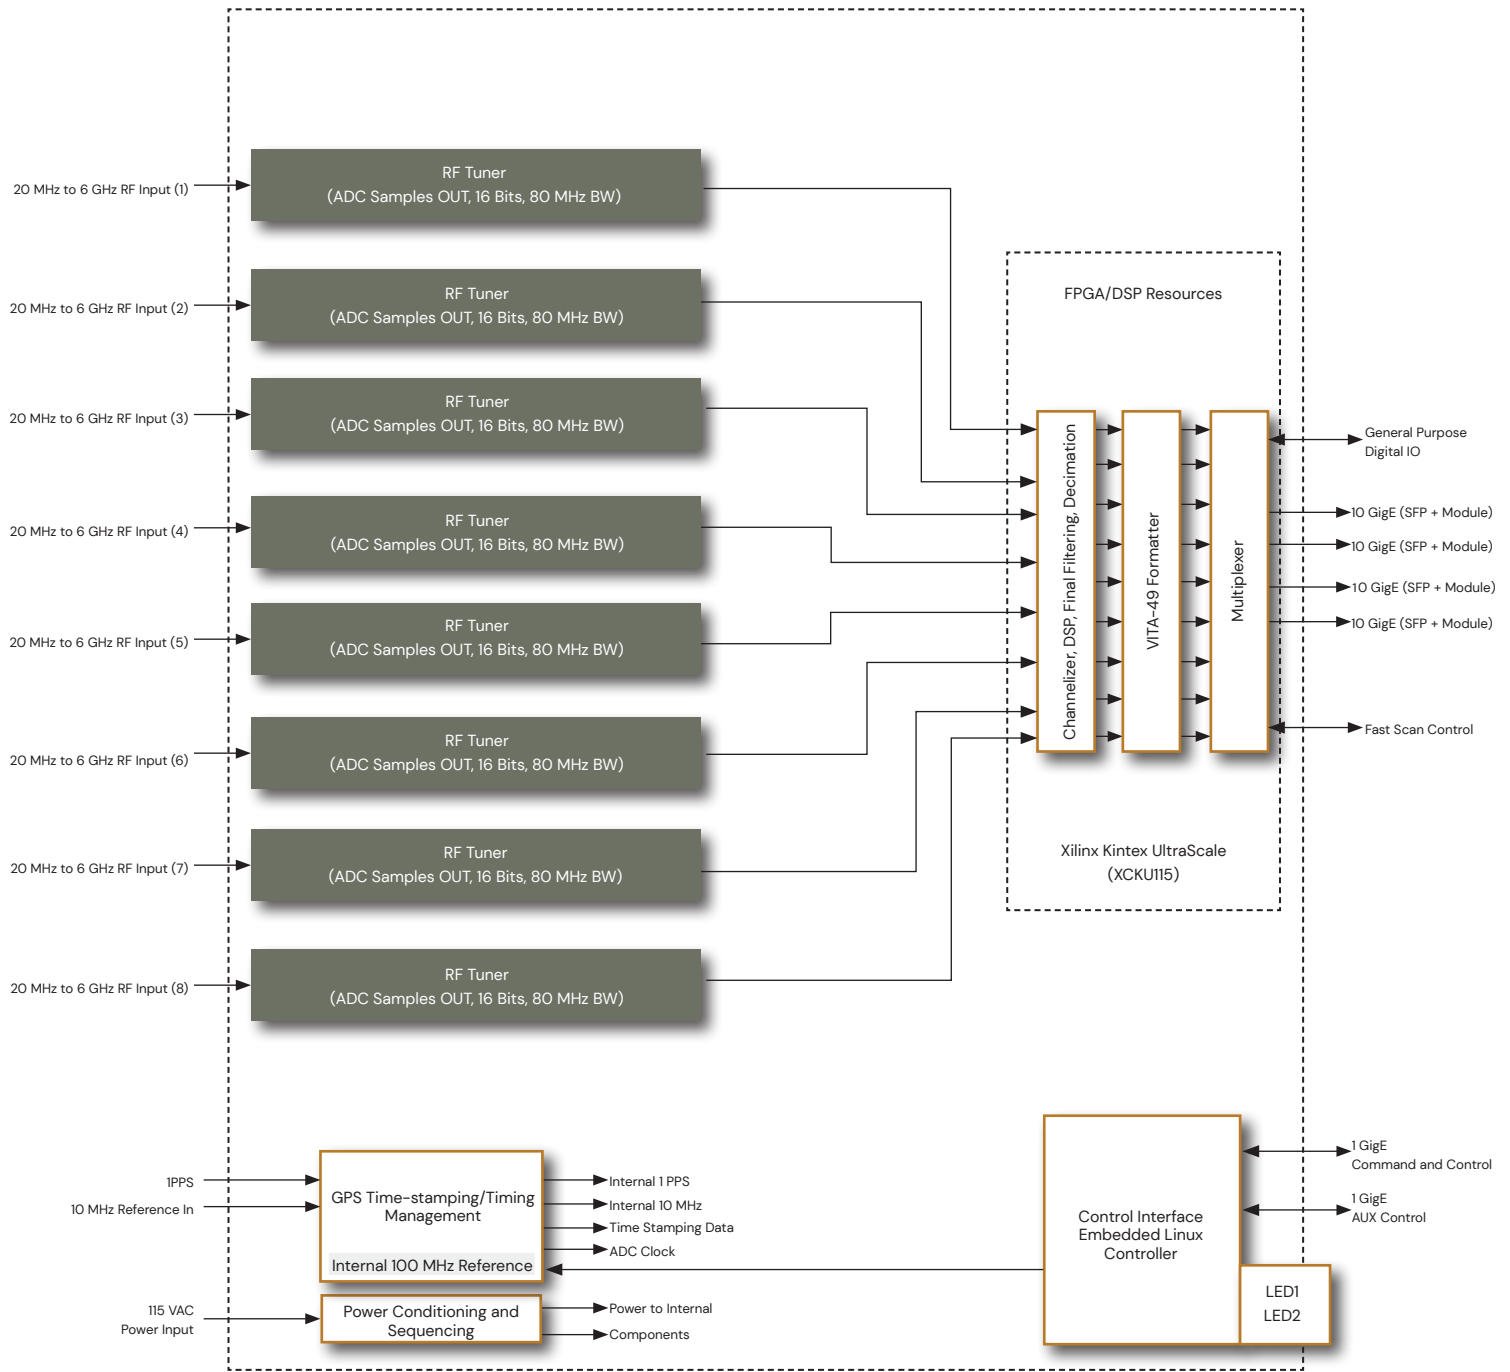 20 MHz to 6 GHz RF Input (1)
RF Tuner
(ADC Samples OUT, 16 Bits, 80 MHz BW)
20 MHz to 6 GHz RF Input (2)
RF Tuner
(ADC Samples OUT, 16 Bits, 80 MHz BW)
20 MHz to 6 GHz RF Input (3)
RF Tuner
(ADC Samples OUT, 16 Bits, 80 MHz BW)
20 MHz to 6 GHz RF Input (4)
RF Tuner
(ADC Samples OUT, 16 Bits, 80 MHz BW)
20 MHz to 6 GHz RF Input (5)
RF Tuner
(ADC Samples OUT, 16 Bits, 80 MHz BW)
20 MHz to 6 GHz RF Input (6)
RF Tuner
(ADC Samples OUT, 16 Bits, 80 MHz BW)
20 MHz to 6 GHz RF Input (7)
RF Tuner
(ADC Samples OUT, 16 Bits, 80 MHz BW)
20 MHz to 6 GHz RF Input (8)
RF Tuner
(ADC Samples OUT, 16 Bits, 80 MHz BW)
FPGA/DSP Resources
Channelizer, DSP, Final Filtering, Decimation
VITA-49 Formatter
Multiplexer
Xilinx Kintex UltraScale
(XCKU115)
General Purpose
Digital IO
10 GigE (SFP + Module)
10 GigE (SFP + Module)
10 GigE (SFP + Module)
10 GigE (SFP + Module)
Fast Scan Control
1PPS
10 MHz Reference In
GPS Time-stamping/Timing
Management
Internal 100 MHz Reference
Internal 1 PPS
Internal 10 MHz
Time Stamping Data
ADC Clock
115 VAC
Power Input
Power Conditioning and
Sequencing
Power to Internal
Components
Control Interface
Embedded Linux
Controller
LED1
LED2
1 GigE
Command and Control
1 GigE
AUX Control